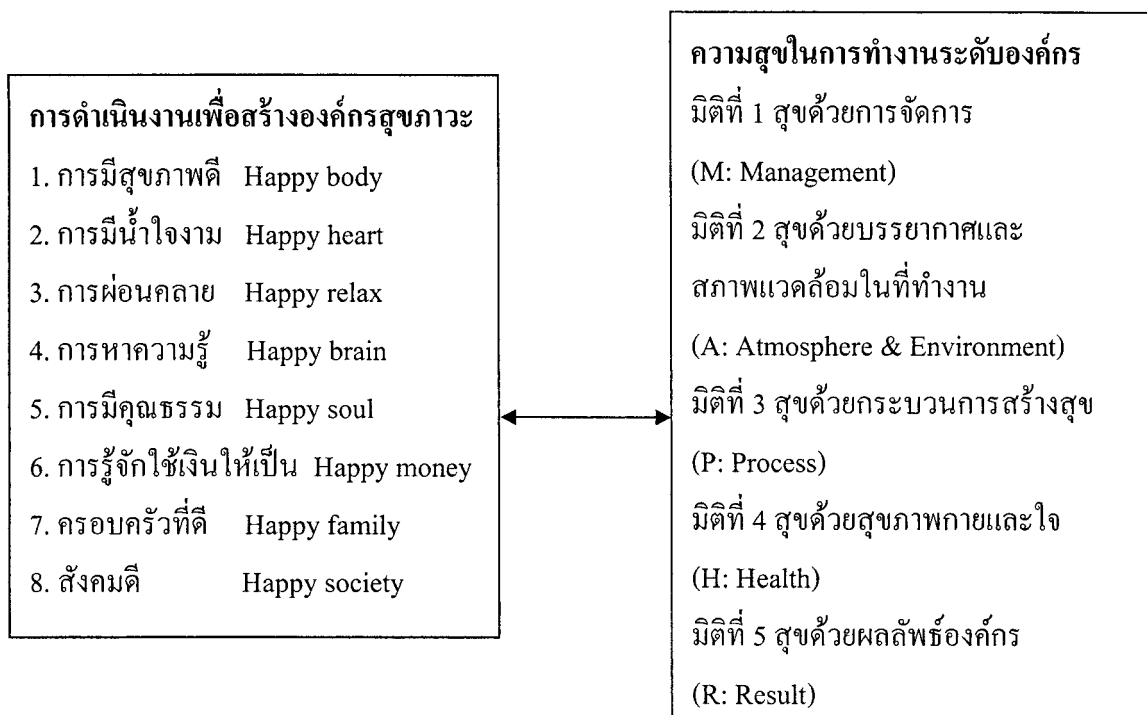 การดำเนินงานเพื่อสร้างองค์กรสุขภาวะ
1. การมีสุขภาพดี Happy body
2. การมีน้ำใจงาม Happy heart
3. การผ่อนคลาย Happy relax
4. การหาความรู้ Happy brain
5. การมีคุณธรรม Happy soul
6. การรู้จักใช้เงินให้เป็น Happy money
7. ครอบครัวที่ดี Happy family
8. สังคมดี Happy society
ความสุขในการทำงานระดับองค์กร
มิติที่ 1 สุขด้วยการจัดการ
(M: Management)
มิติที่ 2 สุขด้วยบรรยากาศและ
สภาพแวดล้อมในที่ทำงาน
(A: Atmosphere & Environment)
มิติที่ 3 สุขด้วยกระบวนการสร้างสุข
(P: Process)
มิติที่ 4 สุขด้วยสุขภาพกายและใจ
(H: Health)
มิติที่ 5 สุขด้วยผลลัพธ์องค์กร
(R: Result)